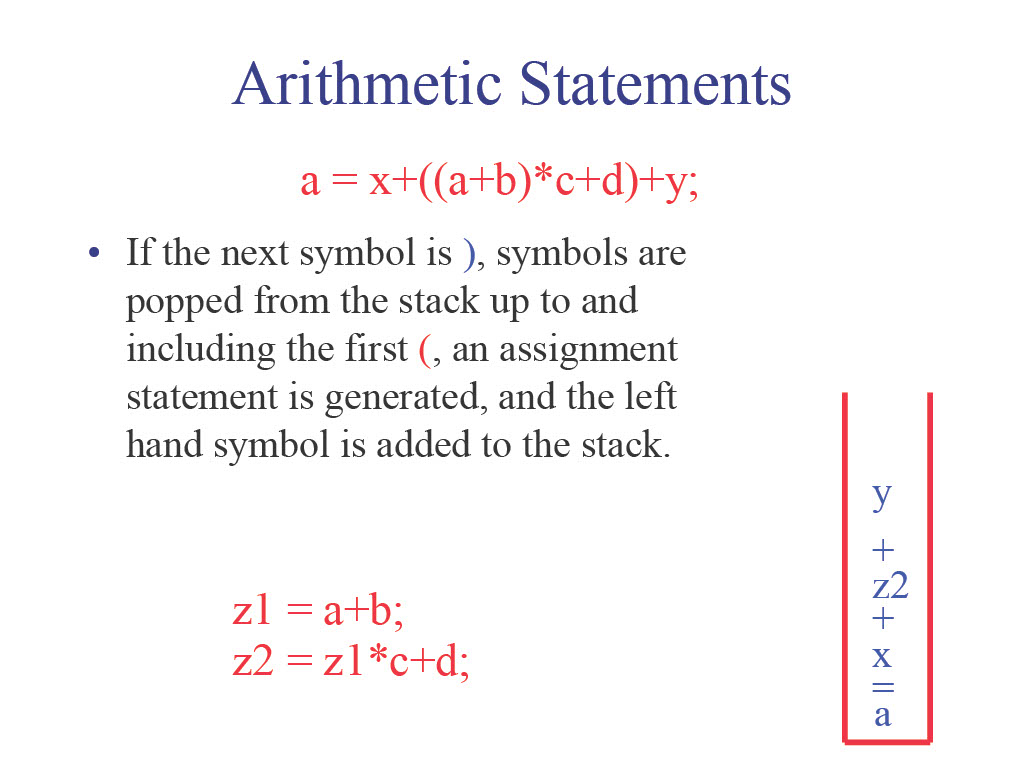 Arithmetic Statements
a = x+((a+b)*c+d)+y;
• If the next symbol is ), symbols are
popped from the stack up to and
including the first (, an assignment
statement is generated, and the left
hand symbol is added to the stack.
z1 = a+b;
z2 = z1*c+d;
y
+
z2
+
x
=
a